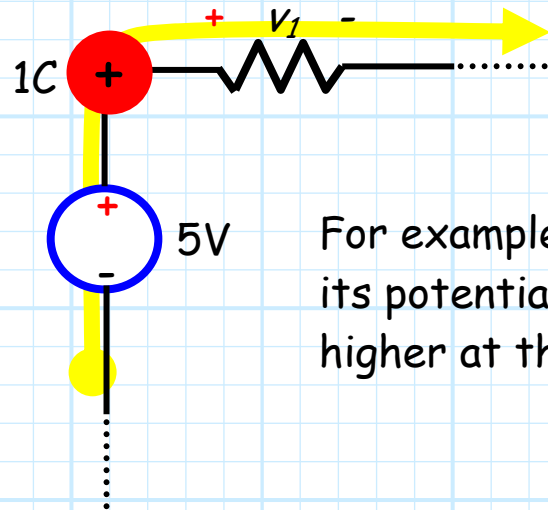 + v₁ -
1C +
+
5V
-
For example
its potentia
higher at th